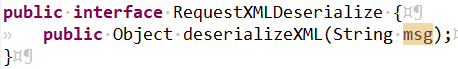 public interface RequestXMLDeserialize {
    public Object deserializeXML(String msg);
}